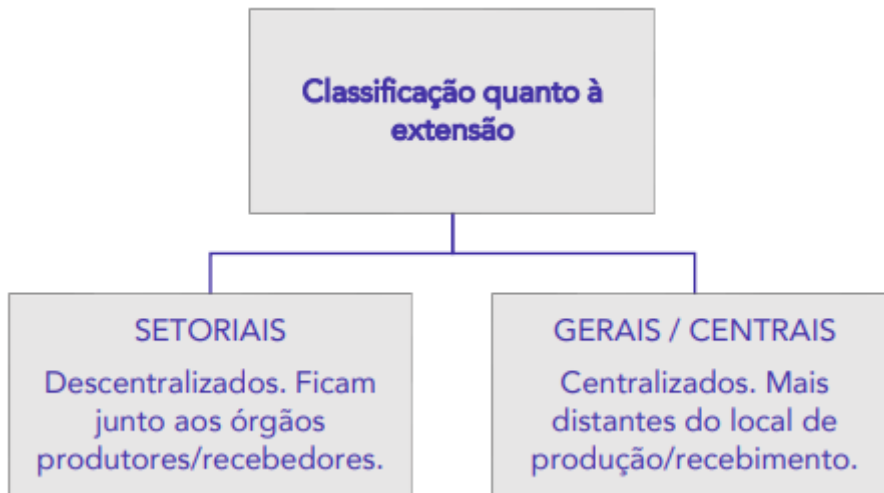 Classificação quanto à
extensão
SETORIAIS
Descentralizados. Ficam
junto aos órgãos
produtores/recebedores.
GERAIS / CENTRAIS
Centralizados. Mais
distantes do local de
produção/recebimento.